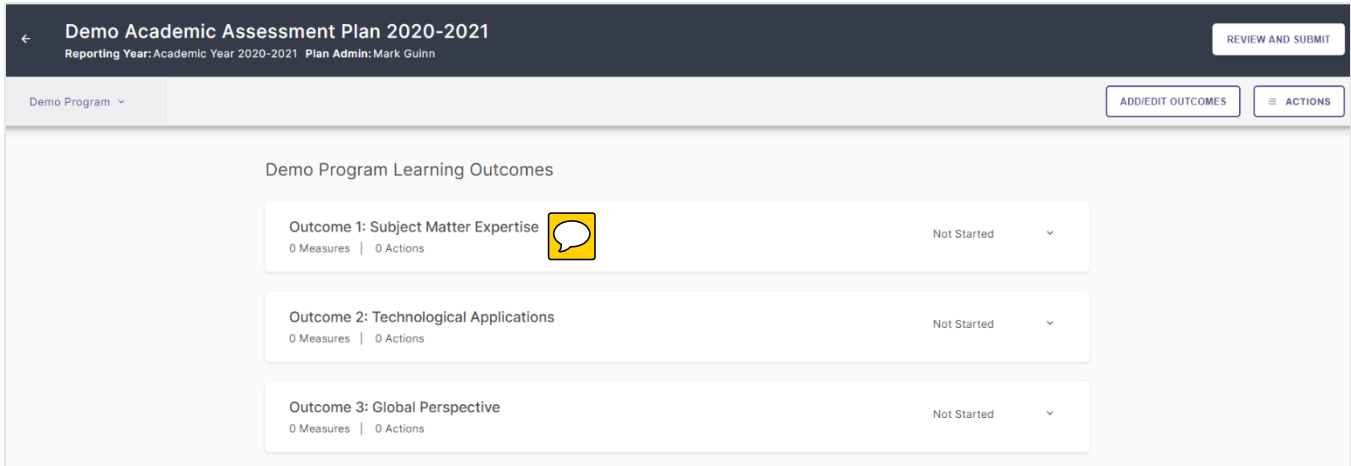 Demo Academic Assessment Plan 2020-2021
REVIEW AND SUBMIT
Reporting Year: Academic Year 2020-2021 Plan Admin: Mark Guinn
Demo Program
ADD/EDIT OUTCOMES
ACTIONS
Demo Program Learning Outcomes
Outcome 1: Subject Matter Expertise
0 Measures | 0 Actions
Not Started
Outcome 2: Technological Applications
0 Measures | 0 Actions
Not Started
Outcome 3: Global Perspective
0 Measures | 0 Actions
Not Started